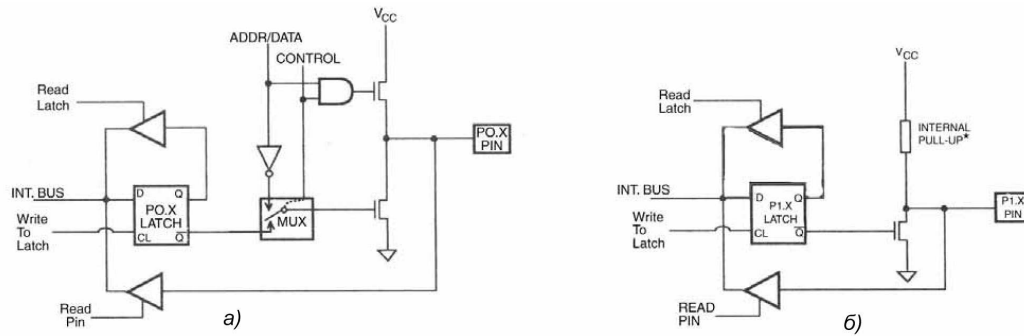 VCC
ADDR/DATA
CONTROL
Read
Latch
INT. BUS
D
Q
PO.X
LATCH
CL
Q
Write
To
Latch
MUX
PO.X
PIN
Read
Pin
а)
VCC
Read
Latch
INTERNAL
PULL-UP*
INT. BUS
D
Q
P1.X
LATCH
CL
Q
Write
To
Latch
P1.X
PIN
READ
PIN
б)